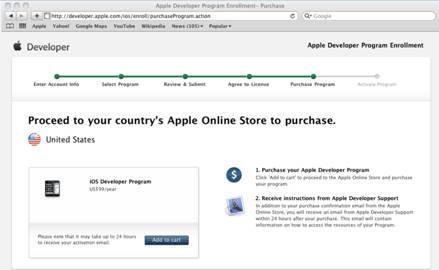 Apple Developer Program Enrollment– Purchase
http://developer.apple.com/ios/enroll/purchaseProgram.action
Google
Apple Yahoo! Google Maps YouTube Wikipedia News (105) Popular
Developer
Apple Developer Program Enrollment
Enter Account Info Select Program Review & Submit Agree to License Purchase Program Activate Program
Proceed to your country's Apple Online Store to purchase.
United States
iOS Developer Program
US$99/year
Please note that it may take up to 24 hours
to receive your activation email.
Add to cart
1. Purchase your Apple Developer Program
Click 'Add to cart' to proceed to the Apple Online Store and purchase
your program.
2. Receive instructions from Apple Developer Support
In addition to your purchase confirmation email from the Apple
Online Store, you will receive an email from Apple Developer Support
within 24 hours after your purchase. This email will contain
information on how to access the resources of your Program.